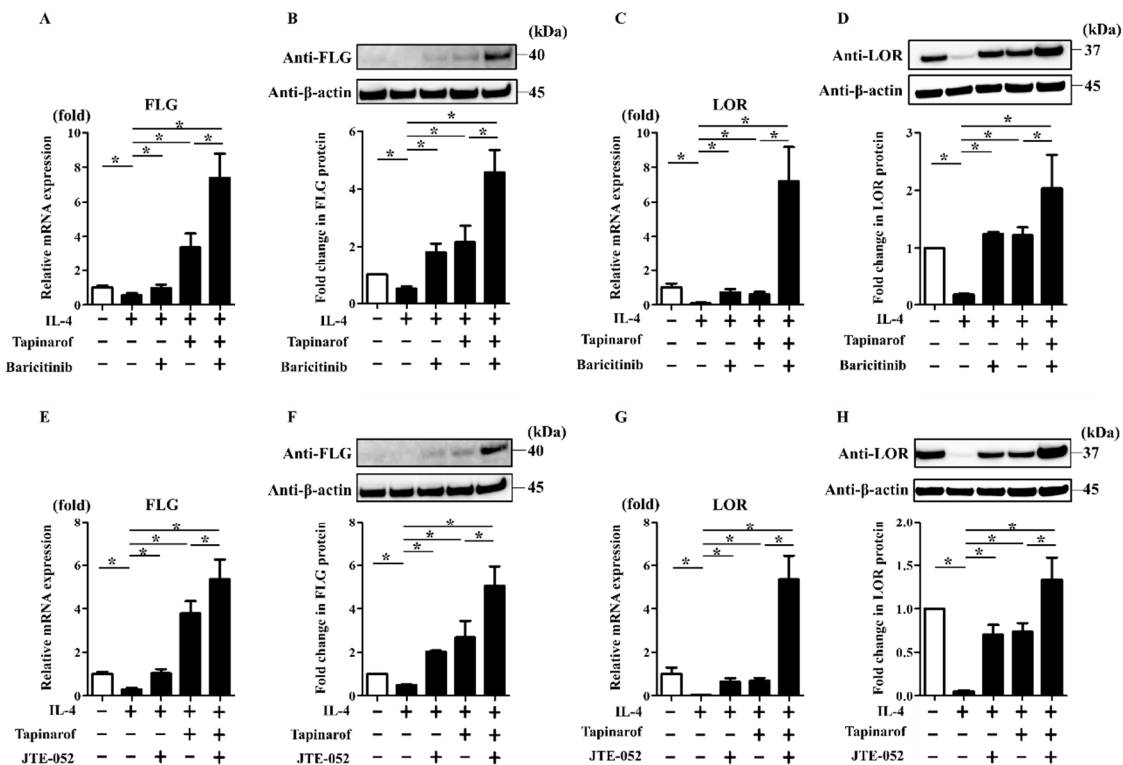 A
FLG
(fold)
Relative mRNA expression
10
8
6
4
2
0
* * * * *
IL-4 − + + + +
Tapinarof − − − + +
Baricitinib − − + − +
B
(kDa)
Anti-FLG 40
Anti-β-actin 45
Fold change in FLG protein
6
4
2
0
* * * * *
IL-4 − + + + +
Tapinarof − − − + +
Baricitinib − − + − +
C
LOR
(fold)
Relative mRNA expression
10
8
6
4
2
0
* * * * *
IL-4 − + + + +
Tapinarof − − − + +
Baricitinib − − + − +
D
(kDa)
Anti-LOR 37
Anti-β-actin 45
Fold change in LOR protein
3
2
1
0
* * * * *
IL-4 − + + + +
Tapinarof − − − + +
Baricitinib − − + − +
E
FLG
(fold)
Relative mRNA expression
8
6
4
2
0
* * * * *
IL-4 − + + + +
Tapinarof − − − + +
JTE-052 − − + − +
F
(kDa)
Anti-FLG 40
Anti-β-actin 45
Fold change in FLG protein
8
6
4
2
0
* * * * *
IL-4 − + + + +
Tapinarof − − − + +
JTE-052 − − + − +
G
LOR
(fold)
Relative mRNA expression
8
6
4
2
0
* * * * *
IL-4 − + + + +
Tapinarof − − − + +
JTE-052 − − + − +
H
(kDa)
Anti-LOR 37
Anti-β-actin 45
Fold change in LOR protein
2.0
1.5
1.0
0.5
0.0
* * * * *
IL-4 − + + + +
Tapinarof − − − + +
JTE-052 − − + − +